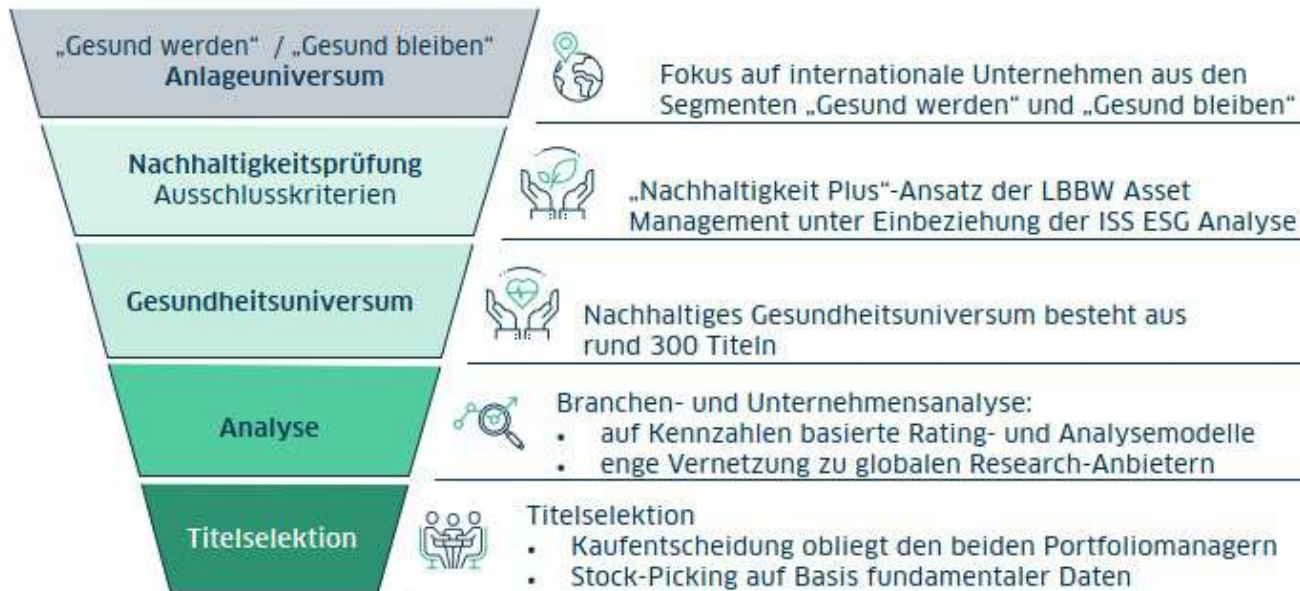 „Gesund werden“ / „Gesund bleiben“
Anlageuniversum
Fokus auf internationale Unternehmen aus den
Segmenten „Gesund werden“ und „Gesund bleiben“
Nachhaltigkeitsprüfung
Ausschlusskriterien
„Nachhaltigkeit Plus“-Ansatz der LBBW Asset
Management unter Einbeziehung der ISS ESG Analyse
Gesundheitsuniversum
Nachhaltiges Gesundheitsuniversum besteht aus
rund 300 Titeln
Analyse
Branchen- und Unternehmensanalyse:
• auf Kennzahlen basierte Rating- und Analysemodelle
• enge Vernetzung zu globalen Research-Anbietern
Titelselektion
Titelselektion
• Kaufentscheidung obliegt den beiden Portfoliomanagern
• Stock-Picking auf Basis fundamentaler Daten